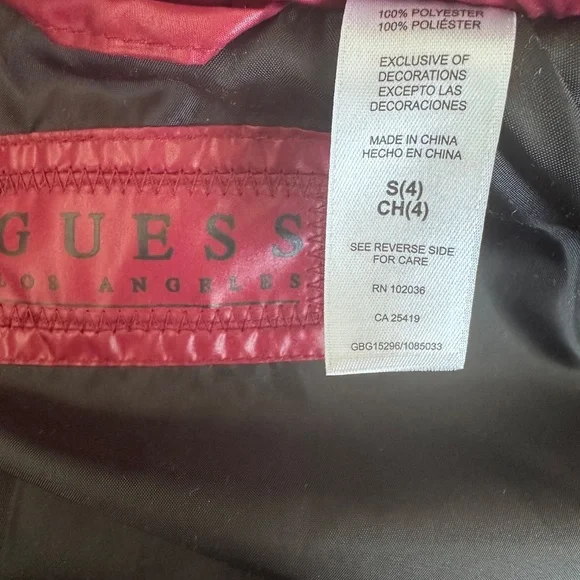 GUESS
LOS ANGELES
100% POLYESTER
100% POLIÉSTER
EXCLUSIVE OF
DECORATIONS
EXCEPTO LAS
DECORACIONES
MADE IN CHINA
HECHO EN CHINA
S(4)
CH(4)
SEE REVERSE SIDE
FOR CARE
RN 102036
CA 25419
GBG15296/1085033